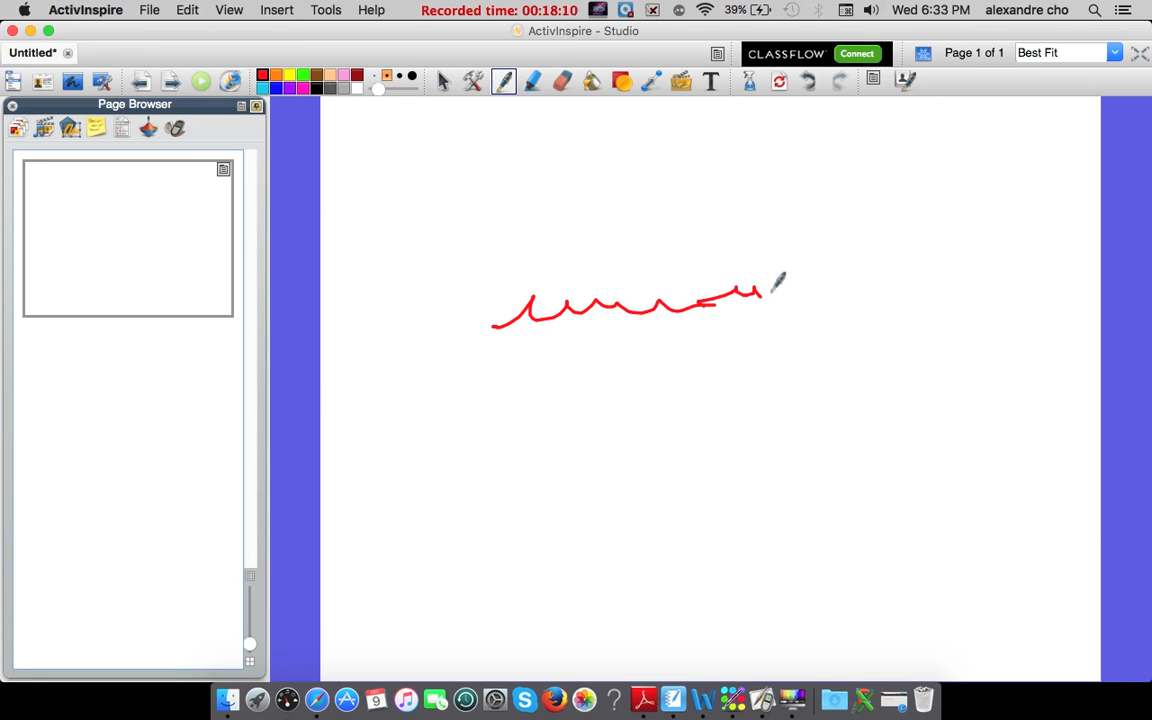 ActivInspire File Edit View Insert Tools Help Recorded time: 00:18:10 39% Wed 6:33 PM alexandre cho
ActivInspire - Studio
Untitled* CLASSFLOW Connect Page 1 of 1 Best Fit
T
Page Browser